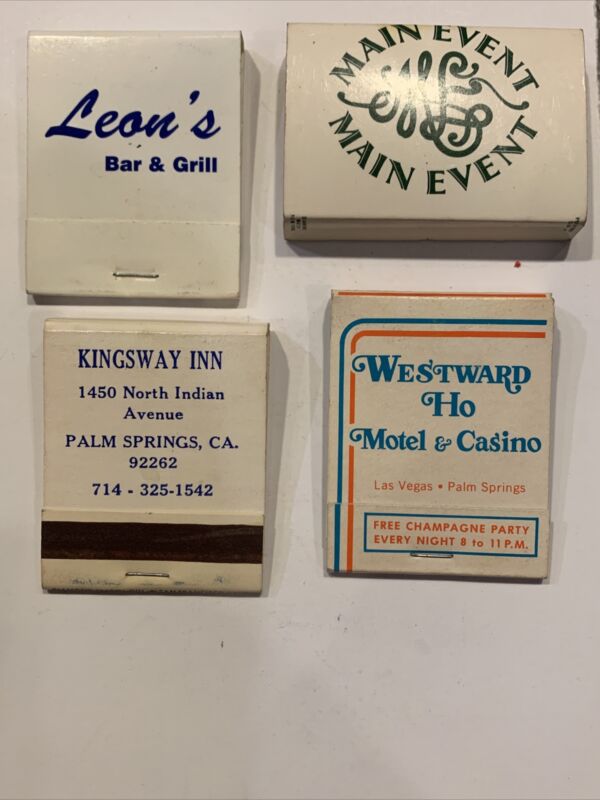 Leon's
Bar & Grill
MAIN EVENT
ME
MAIN EVENT
KINGSWAY INN
1450 North Indian
Avenue
PALM SPRINGS, CA.
92262
714 - 325-1542
WESTWARD
HO
Motel & Casino
Las Vegas • Palm Springs
FREE CHAMPAGNE PARTY
EVERY NIGHT 8 to 11 P.M.